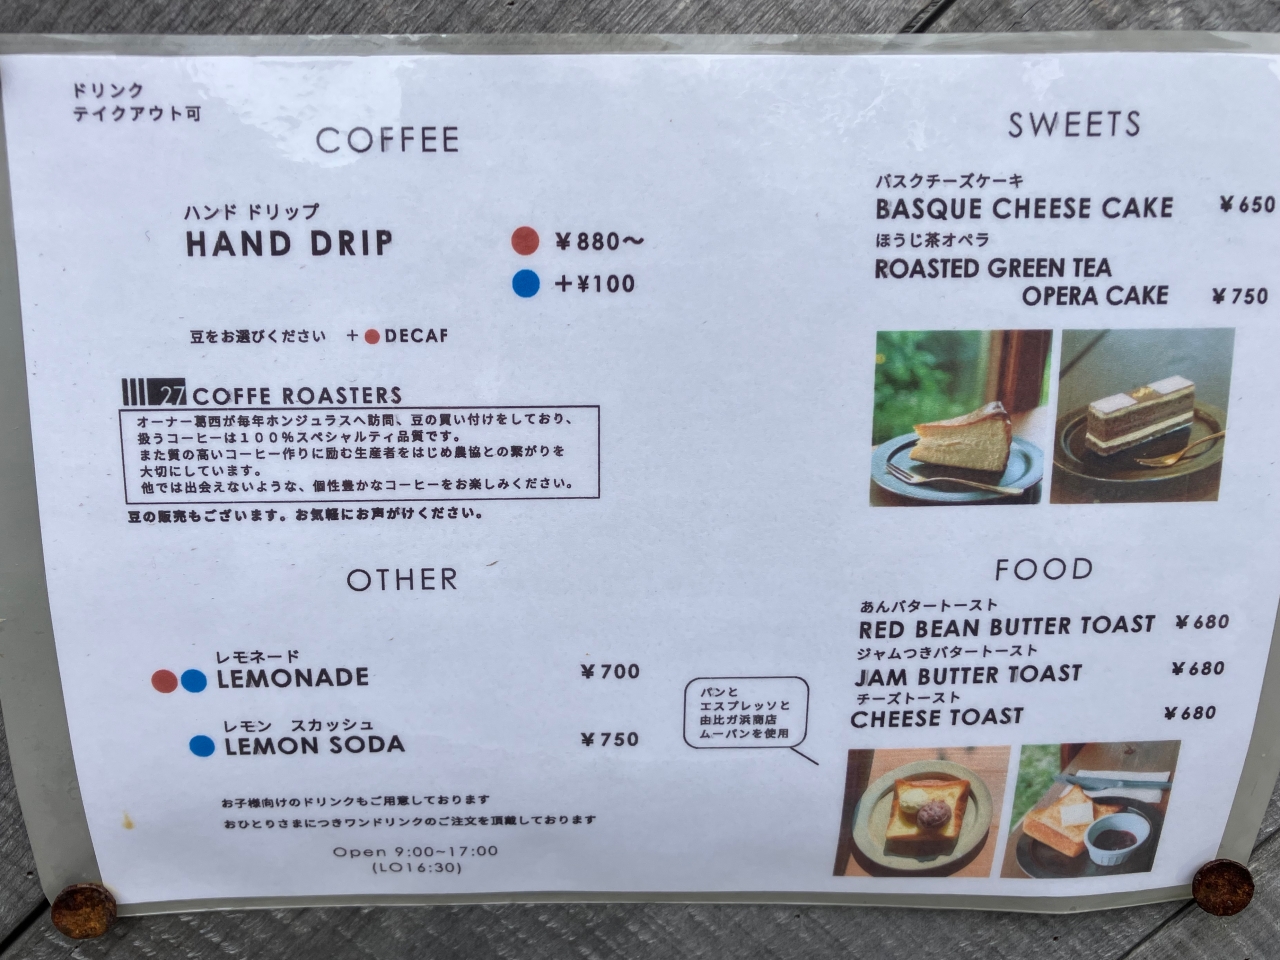 ドリンク
テイクアウト可
COFFEE
ハンド ドリップ
HAND DRIP
¥880〜
+¥100
豆をお選びください + DECAF
27 COFFE ROASTERS
オーナー葛西が毎年ホンジュラスへ訪問、豆の買い付けをしており、
扱うコーヒーは100%スペシャルティ品質です。
また質の高いコーヒー作りに励む生産者をはじめ農協との繋がりを
大切にしています。
他では出会えないような、個性豊かなコーヒーをお楽しみください。
豆の販売もございます。お気軽にお声がけください。
OTHER
レモネード
LEMONADE ¥700
レモン スカッシュ
LEMON SODA ¥750
お子様向けのドリンクもご用意しております
おひとりさまにつきワンドリンクのご注文を頂戴しております
Open 9:00~17:00
(LO16:30)
SWEETS
バスクチーズケーキ
BASQUE CHEESE CAKE ¥650
ほうじ茶オペラ
ROASTED GREEN TEA
OPERA CAKE ¥750
FOOD
あんバタートースト
RED BEAN BUTTER TOAST ¥680
ジャムつきバタートースト
JAM BUTTER TOAST ¥680
チーズトースト
CHEESE TOAST ¥680
パンと
エスプレッソと
由比ガ浜商店
ムーパンを使用